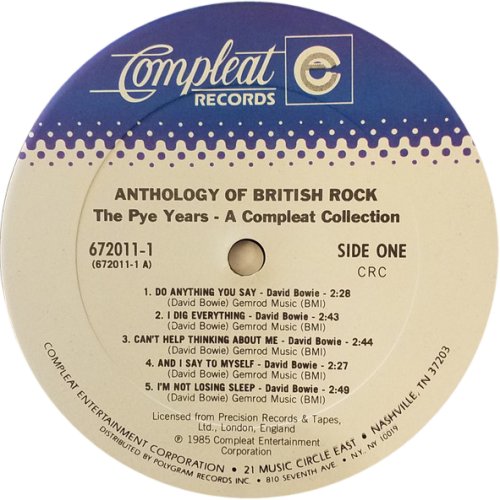 Compleat
RECORDS
ce
ANTHOLOGY OF BRITISH ROCK
The Pye Years - A Compleat Collection
672011-1
(672011-1 A)
SIDE ONE
CRC
1. DO ANYTHING YOU SAY - David Bowie - 2:28
(David Bowie) Gemrod Music (BMI)
2. I DIG EVERYTHING - David Bowie - 2:43
(David Bowie) Gemrod Music (BMI)
3. CAN'T HELP THINKING ABOUT ME - David Bowie - 2:44
(David Bowie) Gemrod Music (BMI)
4. AND I SAY TO MYSELF - David Bowie - 2:27
(David Bowie) Gemrod Music (BMI)
5. I'M NOT LOSING SLEEP - David Bowie - 2:49
(David Bowie) Gemrod Music (BMI)
Licensed from Precision Records & Tapes,
Ltd., London, England
℗ 1985 Compleat Entertainment
Corporation
COMPLEAT ENTERTAINMENT CORPORATION • 21 MUSIC CIRCLE EAST • NASHVILLE, TN 37203
DISTRIBUTED BY POLYGRAM RECORDS INC. • 810 SEVENTH AVE. • NY. NY 10019